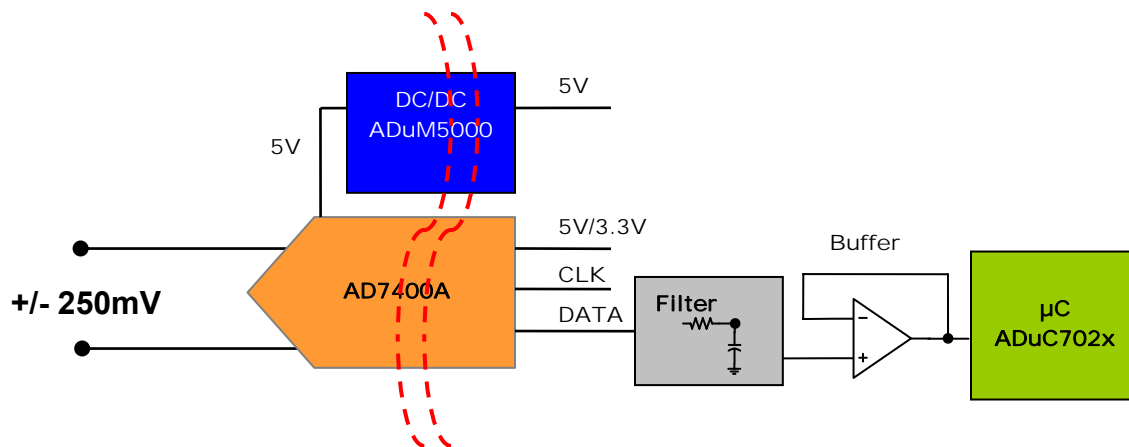 DC/DC
ADuM5000
5V
5V
5V/3.3V
CLK
DATA
AD7400A
+/- 250mV
Filter
Buffer
−
+
µC
ADuC702x